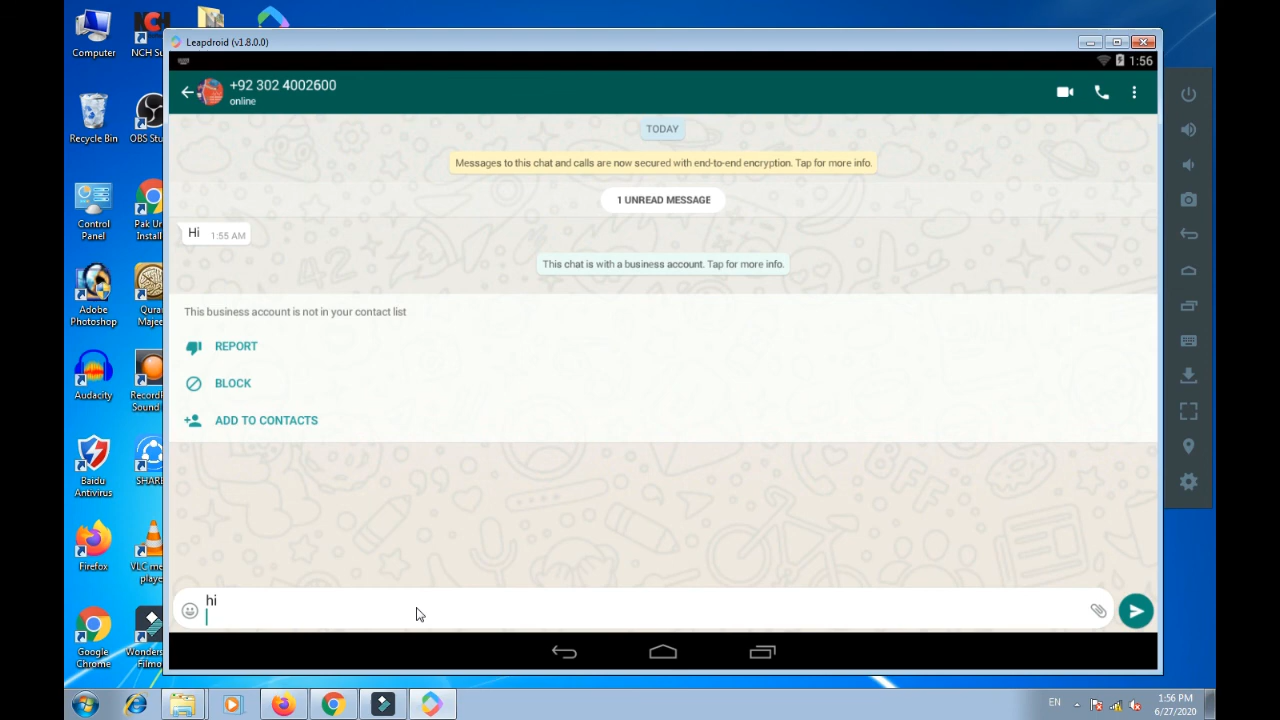 Leapdroid (v1.8.0.0)
1:56
+92 302 4002600
online
TODAY
Messages to this chat and calls are now secured with end-to-end encryption. Tap for more info.
1 UNREAD MESSAGE
Hi 1:55 AM
This chat is with a business account. Tap for more info.
This business account is not in your contact list
REPORT
BLOCK
ADD TO CONTACTS
hi
Computer
NCH Su
Recycle Bin
OBS Stu
Control
Panel
Pak Ur
Install
Adobe
Photoshop
Qura
Majee
Audacity
Record
Sound
Baidu
Antivirus
SHARE
Firefox
VLC me
playe
Google
Chrome
Wonders
Filmo
EN
1:56 PM
6/27/2020